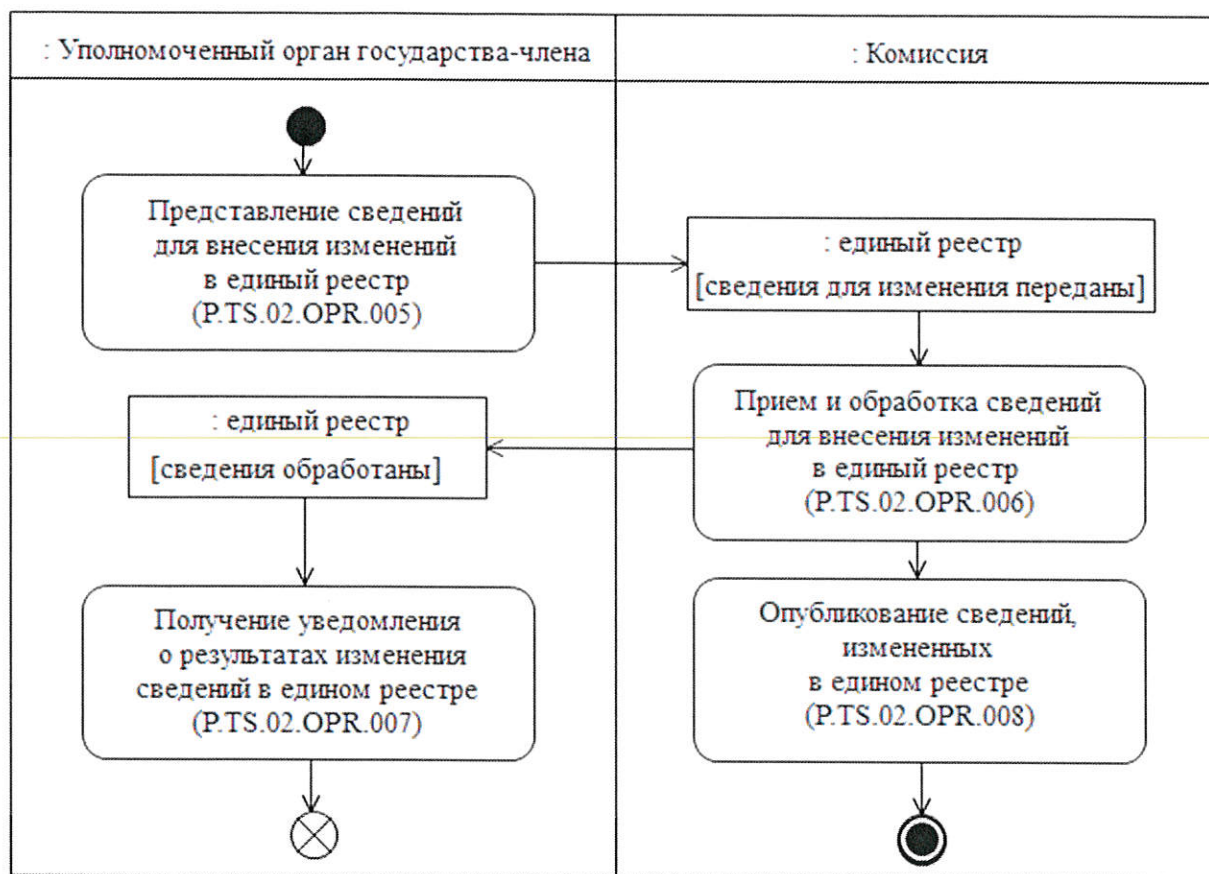 : Уполномоченный орган государства-члена
: Комиссия
Представление сведений
для внесения изменений
в единый реестр
(P.TS.02.OPR.005)
: единый реестр
[сведения для изменения переданы]
Прием и обработка сведений
для внесения изменений
в единый реестр
(P.TS.02.OPR.006)
: единый реестр
[сведения обработаны]
Получение уведомления
о результатах изменения
сведений в едином реестре
(P.TS.02.OPR.007)
Опубликование сведений,
измененных
в едином реестре
(P.TS.02.OPR.008)